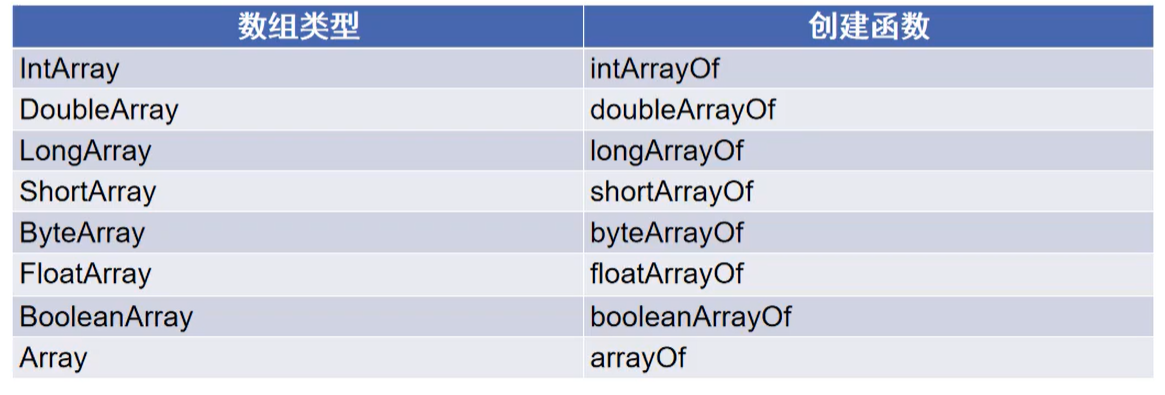 数组类型 创建函数
IntArray intArrayOf
DoubleArray doubleArrayOf
LongArray longArrayOf
ShortArray shortArrayOf
ByteArray byteArrayOf
FloatArray floatArrayOf
BooleanArray booleanArrayOf
Array arrayOf